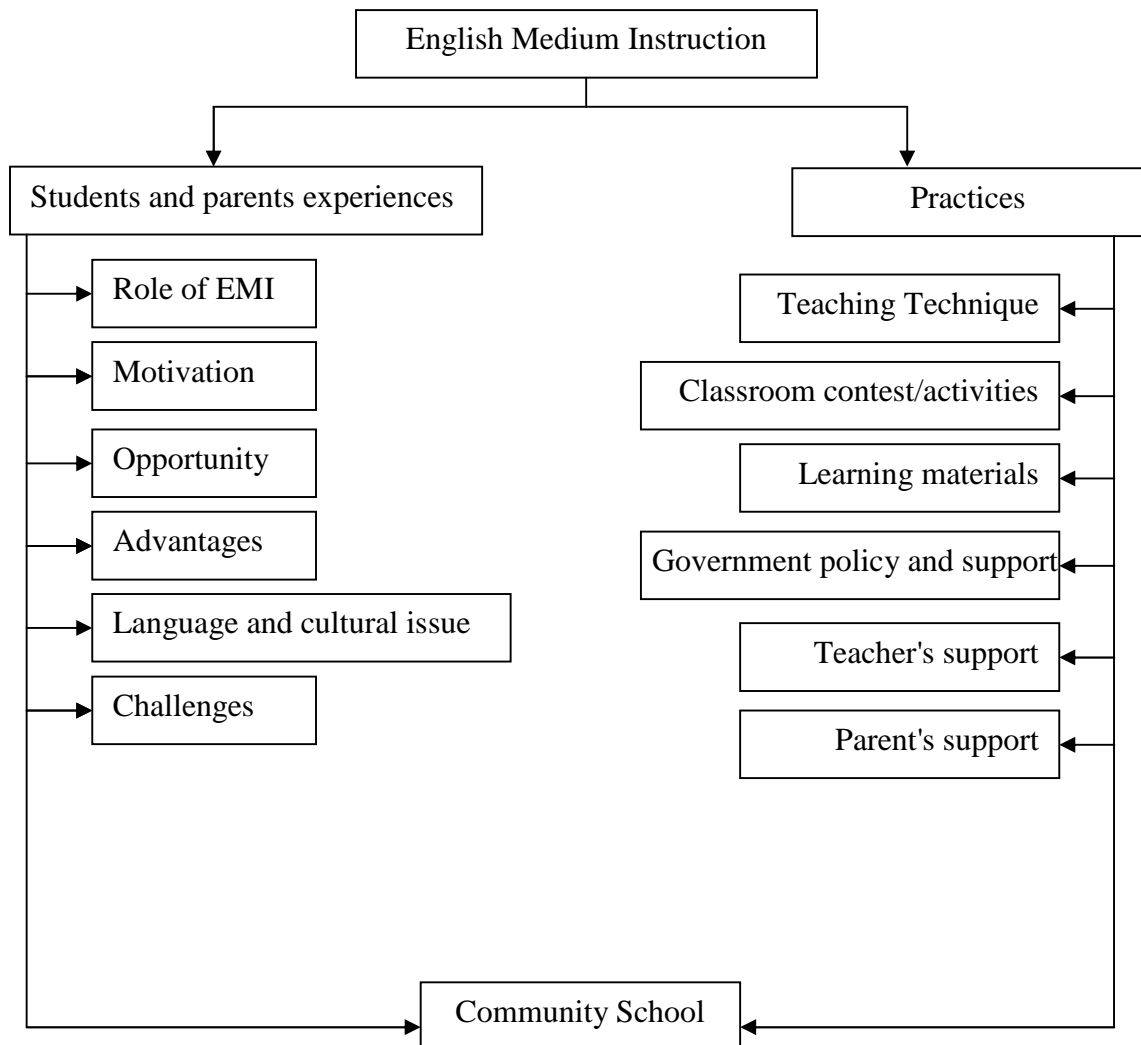 English Medium Instruction
Students and parents experiences
Practices
Role of EMI
Motivation
Opportunity
Advantages
Language and cultural issue
Challenges
Teaching Technique
Classroom contest/activities
Learning materials
Government policy and support
Teacher's support
Parent's support
Community School